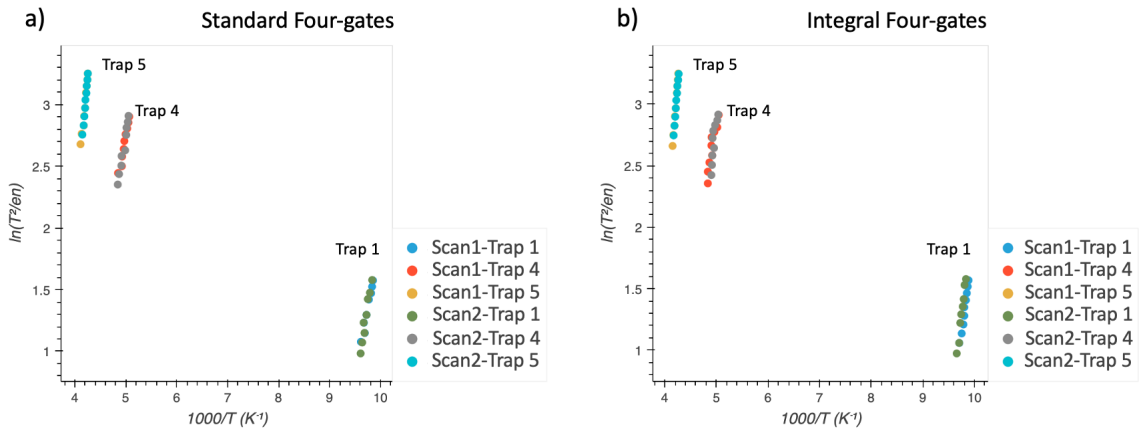 a)
Standard Four-gates
Trap 5
Trap 4
Trap 1
3
2.5
2
1.5
1
4 5 6 7 8 9 10
ln(T²/en)
1000/T (K⁻¹)
Scan1-Trap 1
Scan1-Trap 4
Scan1-Trap 5
Scan2-Trap 1
Scan2-Trap 4
Scan2-Trap 5
b)
Integral Four-gates
Trap 5
Trap 4
Trap 1
3
2.5
2
1.5
1
4 5 6 7 8 9 10
ln(T²/en)
1000/T (K⁻¹)
Scan1-Trap 1
Scan1-Trap 4
Scan1-Trap 5
Scan2-Trap 1
Scan2-Trap 4
Scan2-Trap 5